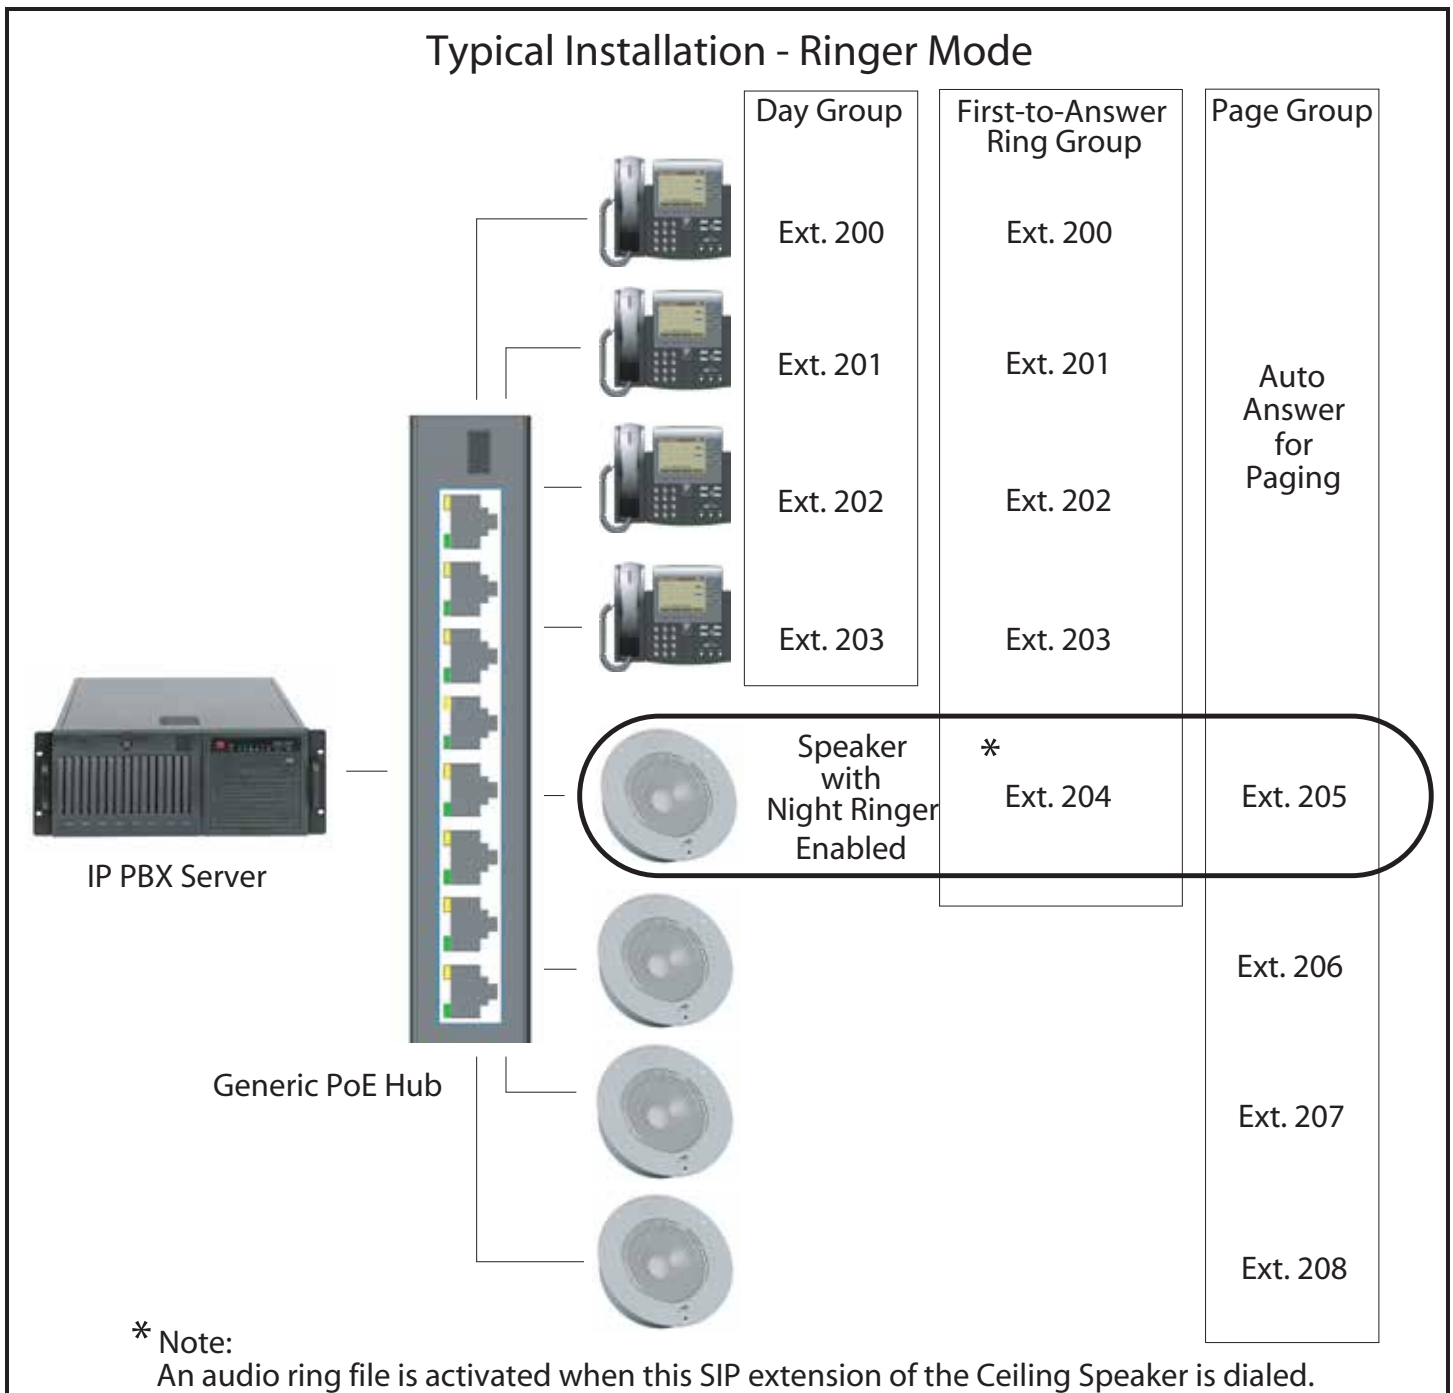 Typical Installation - Ringer Mode
Day Group
First-to-Answer
Ring Group
Page Group
Ext. 200
Ext. 200
Ext. 201
Ext. 201
Auto
Answer
for
Paging
Ext. 202
Ext. 202
Ext. 203
Ext. 203
Speaker
with
Night Ringer
Enabled
*
Ext. 204
Ext. 205
IP PBX Server
Ext. 206
Generic PoE Hub
Ext. 207
Ext. 208
* Note:
An audio ring file is activated when this SIP extension of the Ceiling Speaker is dialed.